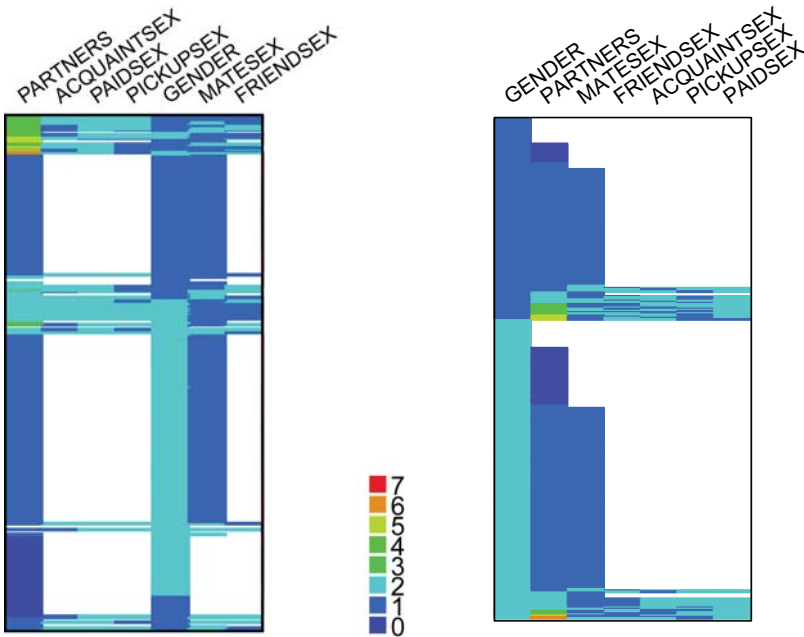 PARTNERS
ACQUAINTSEX
PAIDSEX
PICKUPSEX
GENDER
MATESEX
FRIENDSEX
GENDER
PARTNERS
MATESEX
FRIENDSEX
ACQUAINTSEX
PICKUPSEX
PAIDSEX
7
6
5
4
3
2
1
0